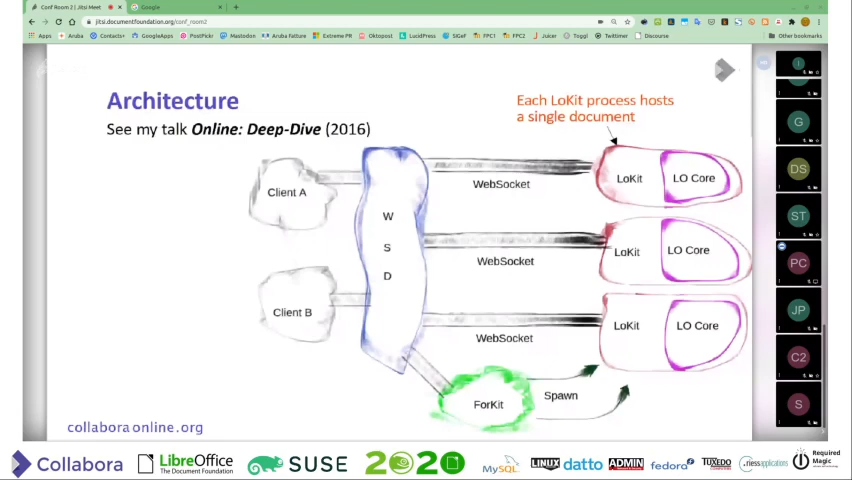 Conf Room 2 | Jitsi Meet
Google
jitsi.documentfoundation.org/conf_room2
Apps
Aruba
Contacts+
GoogleApps
PostPickr
Mastodon
Aruba Fatture
Extreme PR
Oktopost
LucidPress
SIGeF
FPC1
FPC2
Juicer
Toggl
Twittimer
Discourse
Other bookmarks
Architecture
See my talk Online: Deep-Dive (2016)
Each LoKit process hosts
a single document
Client A
WebSocket
LoKit
LO Core
W
S
D
WebSocket
LoKit
LO Core
Client B
WebSocket
LoKit
LO Core
ForKit
Spawn
collaboraonline.org
I
G
DS
ST
PC
JP
C2
S
Collabora
LibreOffice
The Document Foundation
SUSE
2020
MySQL
LINUX
datto
ADMIN
fedora
TUXEDO
Required
Magic